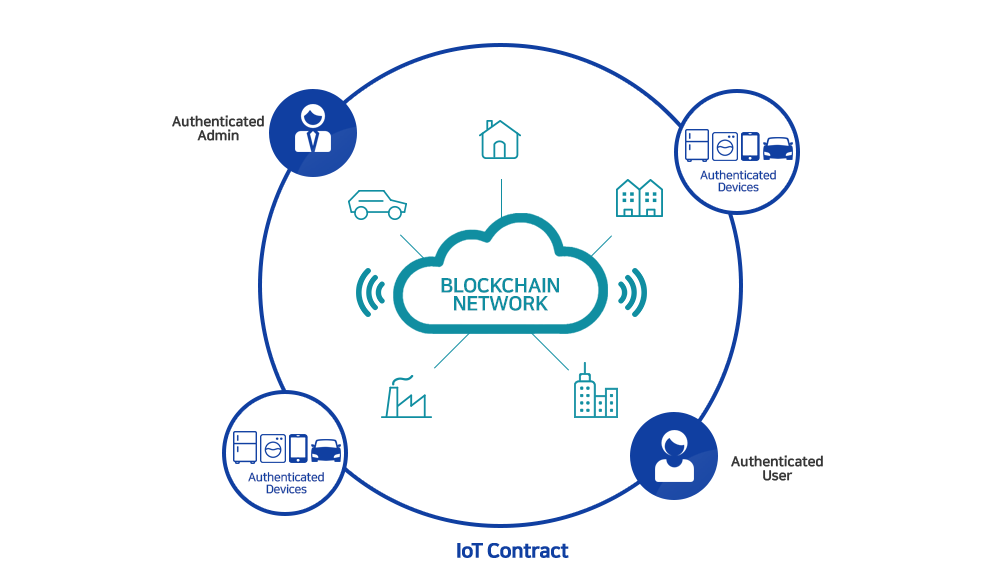 Authenticated
Admin
Authenticated
Devices
BLOCKCHAIN
NETWORK
Authenticated
Devices
Authenticated
User
IoT Contract